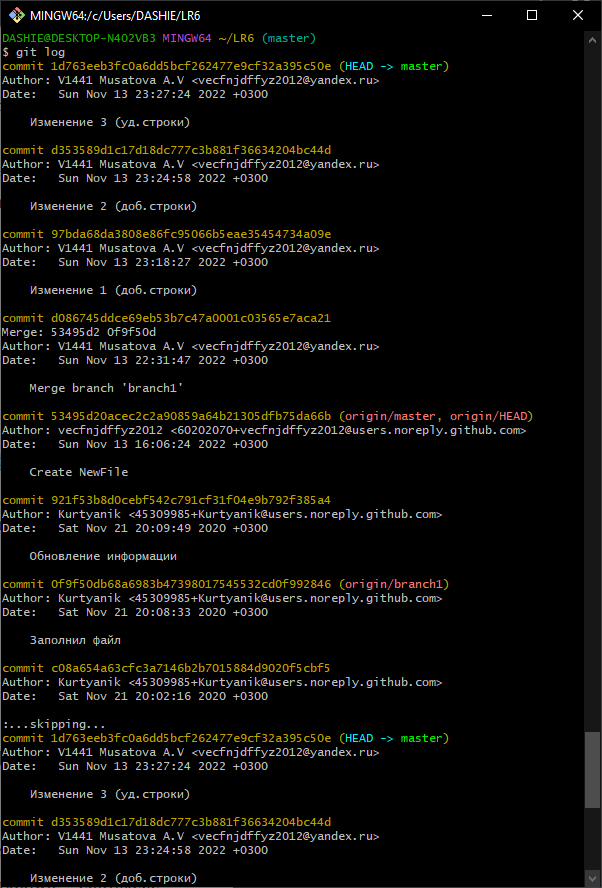 MINGW64:/c/Users/DASHIE/LR6
DASHIE@DESKTOP-N4O2VB3 MINGW64 ~/LR6 (master)
$ git log
commit 1d763eeb3fc0a6dd5bcf262477e9cf32a395c50e (HEAD -> master)
Author: V1441 Musatova A.V <vecfnjdffyz2012@yandex.ru>
Date:   Sun Nov 13 23:27:24 2022 +0300
Изменение 3 (уд.строки)
commit d353589d1c17d18dc777c3b881f36634204bc44d
Author: V1441 Musatova A.V <vecfnjdffyz2012@yandex.ru>
Date:   Sun Nov 13 23:24:58 2022 +0300
Изменение 2 (доб.строки)
commit 97bda68da3808e86fc95066b5eae35454734a09e
Author: V1441 Musatova A.V <vecfnjdffyz2012@yandex.ru>
Date:   Sun Nov 13 23:18:27 2022 +0300
Изменение 1 (доб.строки)
commit d086745ddce69eb53b7c47a0001c03565e7aca21
Merge: 53495d2 0f9f50d
Author: V1441 Musatova A.V <vecfnjdffyz2012@yandex.ru>
Date:   Sun Nov 13 22:31:47 2022 +0300
Merge branch 'branch1'
commit 53495d20acec2c2a90859a64b21305dfb75da66b (origin/master, origin/HEAD)
Author: vecfnjdffyz2012 <60202070+vecfnjdffyz2012@users.noreply.github.com>
Date:   Sun Nov 13 16:06:24 2022 +0300
Create NewFile
commit 921f53b8d0cebf542c791cf31f04e9b792f385a4
Author: Kurtyanik <45309985+Kurtyanik@users.noreply.github.com>
Date:   Sat Nov 21 20:09:49 2020 +0300
Обновление информации
commit 0f9f50db68a6983b47398017545532cd0f992846 (origin/branch1)
Author: Kurtyanik <45309985+Kurtyanik@users.noreply.github.com>
Date:   Sat Nov 21 20:08:33 2020 +0300
Заполнил файл
commit c08a654a63cfc3a7146b2b7015884d9020f5cbf5
Author: Kurtyanik <45309985+Kurtyanik@users.noreply.github.com>
Date:   Sat Nov 21 20:02:16 2020 +0300
:...skipping...
commit 1d763eeb3fc0a6dd5bcf262477e9cf32a395c50e (HEAD -> master)
Author: V1441 Musatova A.V <vecfnjdffyz2012@yandex.ru>
Date:   Sun Nov 13 23:27:24 2022 +0300
Изменение 3 (уд.строки)
commit d353589d1c17d18dc777c3b881f36634204bc44d
Author: V1441 Musatova A.V <vecfnjdffyz2012@yandex.ru>
Date:   Sun Nov 13 23:24:58 2022 +0300
Изменение 2 (доб.строки)